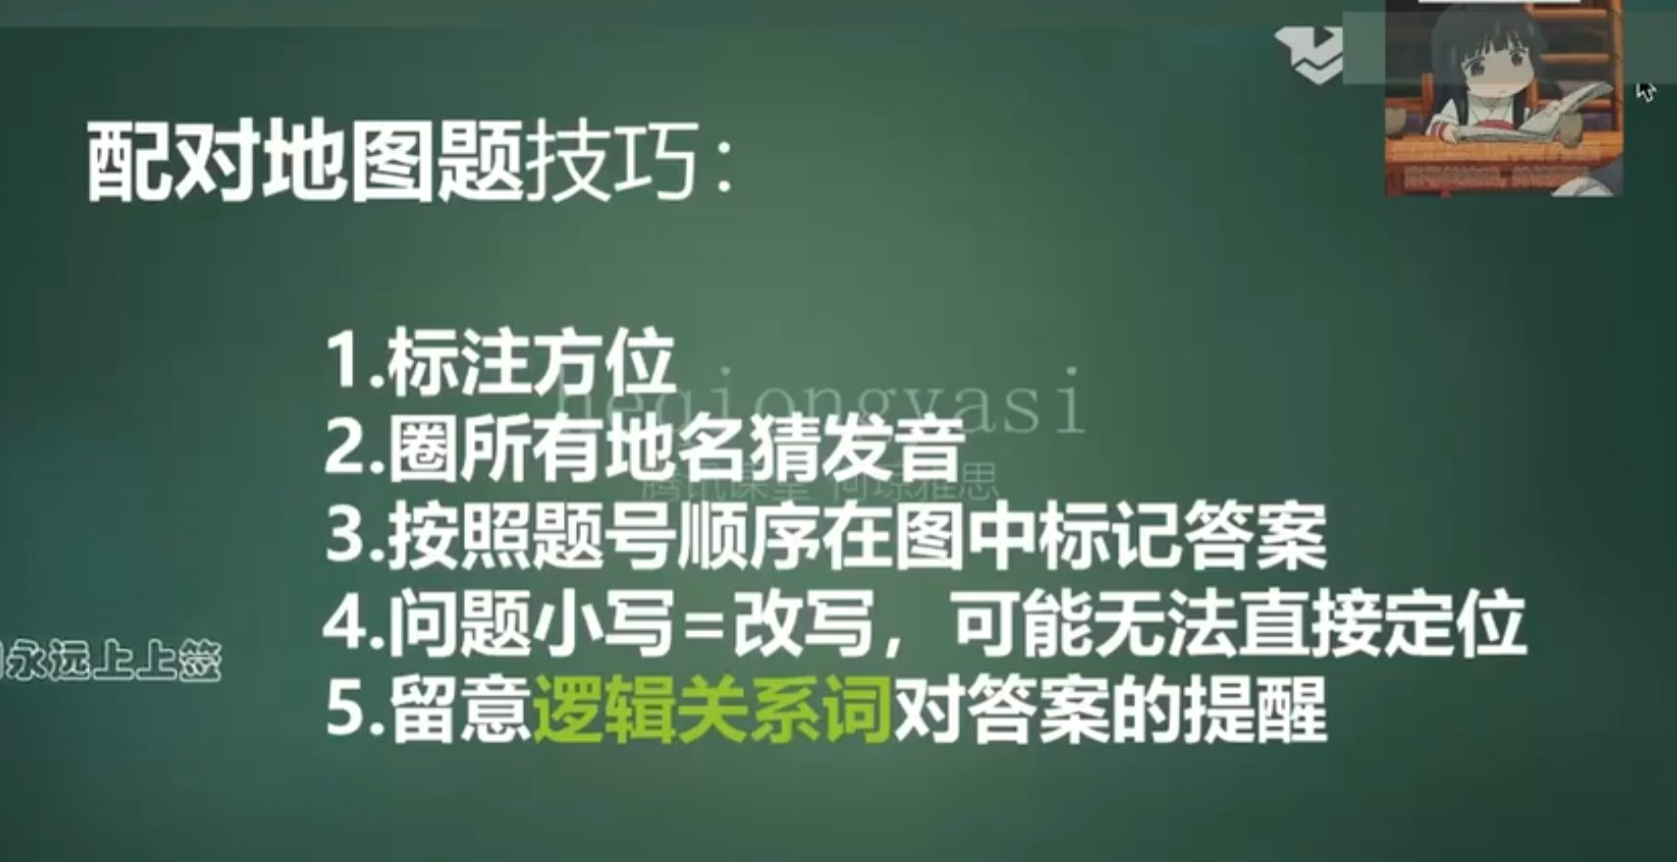 配对地图题技巧：
1.标注方位
heqiongyasi
2.圈所有地名猜发音
腾讯课堂 何琼雅思
3.按照题号顺序在图中标记答案
4.问题小写=改写，可能无法直接定位
永远上上签
5.留意逻辑关系词对答案的提醒